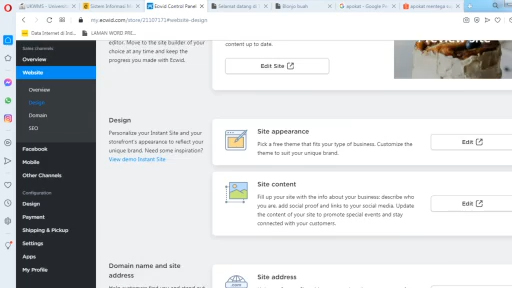 UKWMS - Universi
Sistem Informasi
Ecwid Control Panel
Selamat datang di
Biospx buah
apokat - Google P
apokat mentega s
my.ecwid.com/store/21107171#website-design
Data Internet di Ind
LAMAN WORD PRE
Sales channels
Overview
Website
Overview
Design
Domain
SEO
Facebook
Mobile
Other Channels
Configuration
Design
Payment
Shipping & Pickup
Settings
Apps
My Profile
editor. Move to the site builder of your choice at any time and keep the
progress you made with Ecwid.
content up to date.
Edit Site
Design
Personalize your Instant Site and your
storefront's appearance to reflect your
unique brand. Need some inspiration?
View demo Instant Site
Site appearance
Pick a free theme that fits your type of business. Customize the
theme to suit your unique brand.
Edit
Site content
Fill up your site with the info about your business: describe who
you are, add social proof and links to your social media. Update
the content of your site to promote special events and stay
connected with your customers.
Edit
Domain name and site
address
Site address